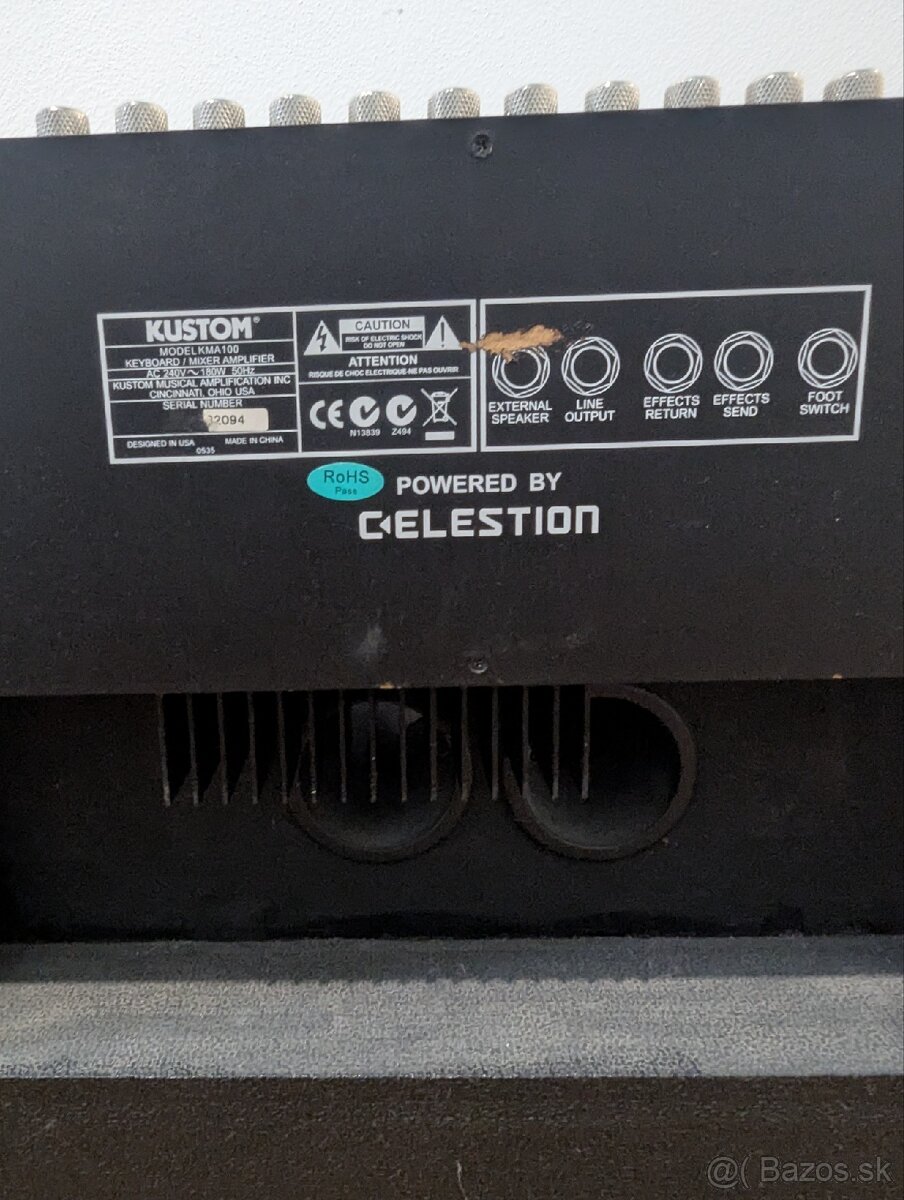 KUSTOM®
MODEL KMA100
KEYBOARD / MIXER AMPLIFIER
AC 240V~180W 50Hz
KUSTOM MUSICAL AMPLIFICATION INC
CINCINNATI, OHIO USA
SERIAL NUMBER
2094
DESIGNED IN USA MADE IN CHINA
0535
CAUTION
RISK OF ELECTRIC SHOCK
DO NOT OPEN
ATTENTION
RISQUE DE CHOC ELECTRIQUE-NE PAS OUVRIR
CE
N13839 Z494
EXTERNAL
SPEAKER
LINE
OUTPUT
EFFECTS
RETURN
EFFECTS
SEND
FOOT
SWITCH
RoHS
Pass
POWERED BY
CELESTION
@( Bazos.sk